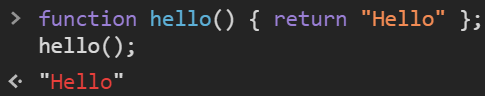 function hello() { return "Hello" };
hello();
"Hello"